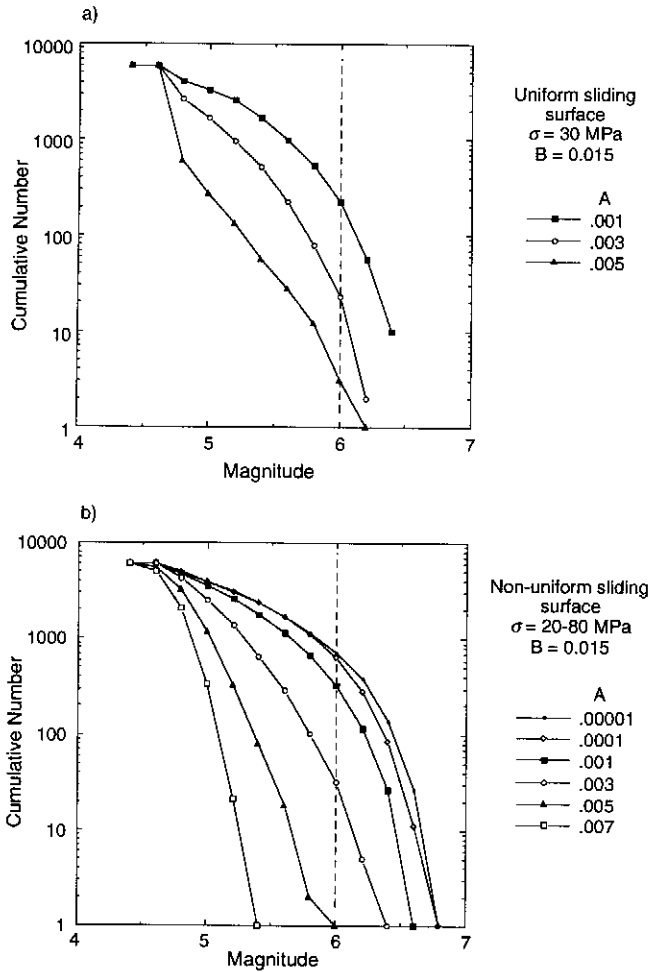 a)
10000
1000
100
10
1
Cumulative Number
4
5
6
7
Magnitude
Uniform sliding
surface
σ = 30 MPa
B = 0.015
A
.001
.003
.005
b)
10000
1000
100
10
1
Cumulative Number
4
5
6
7
Magnitude
Non-uniform sliding
surface
σ = 20-80 MPa
B = 0.015
A
.00001
.0001
.001
.003
.005
.007